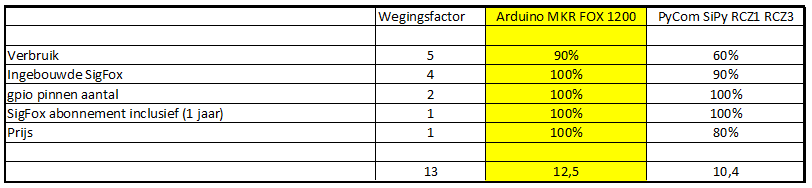 Wegingsfactor Arduino MKR FOX 1200 PyCom SiPy RCZ1 RCZ3
Verbruik 5 90% 60%
Ingebouwde SigFox 4 100% 90%
gpio pinnen aantal 2 100% 100%
SigFox abonnement inclusief (1 jaar) 1 100% 100%
Prijs 1 100% 80%
13 12,5 10,4